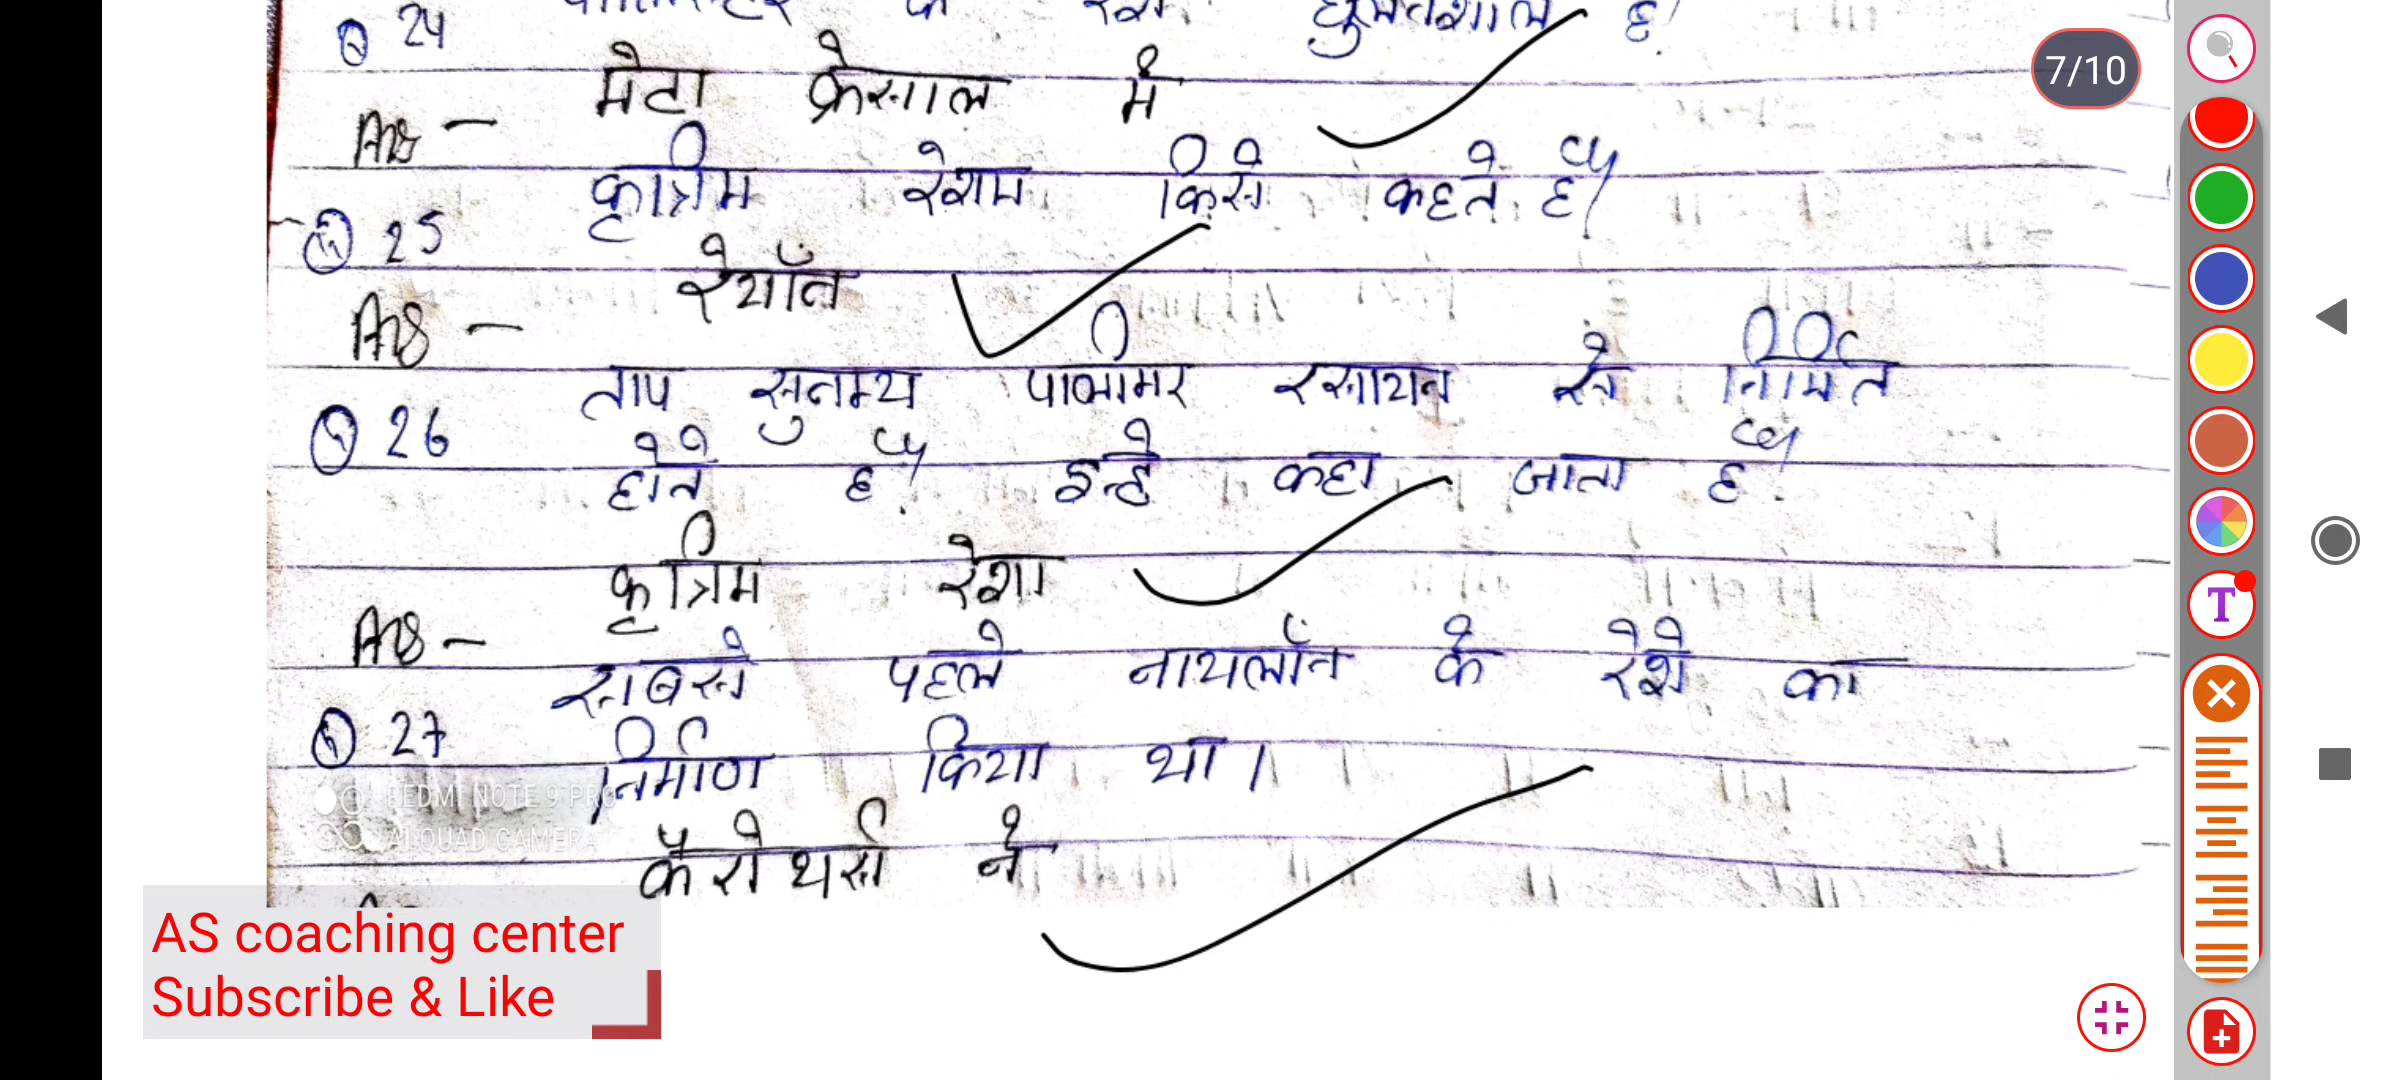 Q 24 के रेशे घुलनशील है।
Ans - मेटा क्रेसाल में
Q 25 कृत्रिम रेशम किसे कहते हैं
Ans - रेयॉन
Q 26 ताप सुनम्य पालीमर रसायन से निर्मित
होते हैं इन्हे कहा जाता है
Ans - कृत्रिम रेशा
Q 27 सबसे पहले नायलॉन के रेशे का
निर्माण किया था।
कैरोथर्स ने
REDMI NOTE 9 PRO
AI QUAD CAMERA
AS coaching center
Subscribe & Like
7/10
T